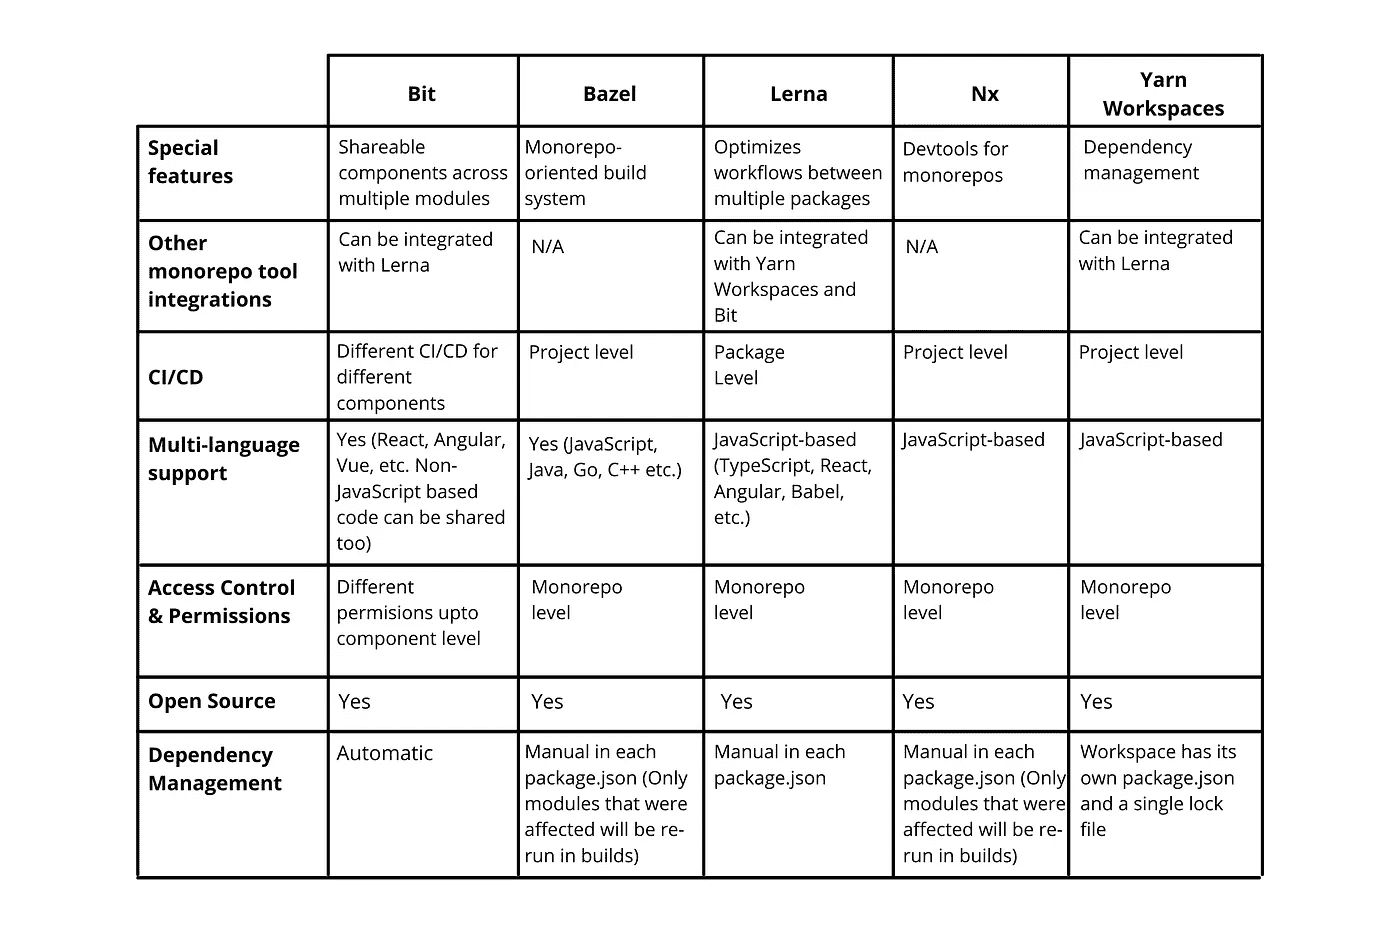 Bit
Bazel
Lerna
Nx
Yarn
Workspaces
Special
features
Shareable
components across
multiple modules
Monorepo-
oriented build
system
Optimizes
workflows between
multiple packages
Devtools for
monorepos
Dependency
management
Other
monorepo tool
integrations
Can be integrated
with Lerna
N/A
Can be integrated
with Yarn
Workspaces and
Bit
N/A
Can be integrated
with Lerna
CI/CD
Different CI/CD for
different
components
Project level
Package
Level
Project level
Project level
Multi-language
support
Yes (React, Angular,
Vue, etc. Non-
JavaScript based
code can be shared
too)
Yes (JavaScript,
Java, Go, C++ etc.)
JavaScript-based
(TypeScript, React,
Angular, Babel,
etc.)
JavaScript-based
JavaScript-based
Access Control
& Permissions
Different
permisions upto
component level
Monorepo
level
Monorepo
level
Monorepo
level
Monorepo
level
Open Source
Yes
Yes
Yes
Yes
Yes
Dependency
Management
Automatic
Manual in each
package.json (Only
modules that were
affected will be re-
run in builds)
Manual in each
package.json
Manual in each
package.json (Only
modules that were
affected will be re-
run in builds)
Workspace has its
own package.json
and a single lock
file